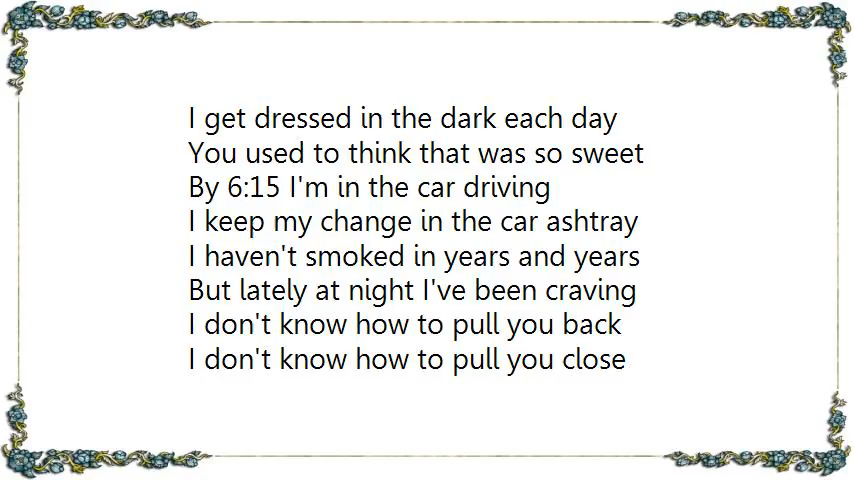 I get dressed in the dark each day
You used to think that was so sweet
By 6:15 I'm in the car driving
I keep my change in the car ashtray
I haven't smoked in years and years
But lately at night I've been craving
I don't know how to pull you back
I don't know how to pull you close